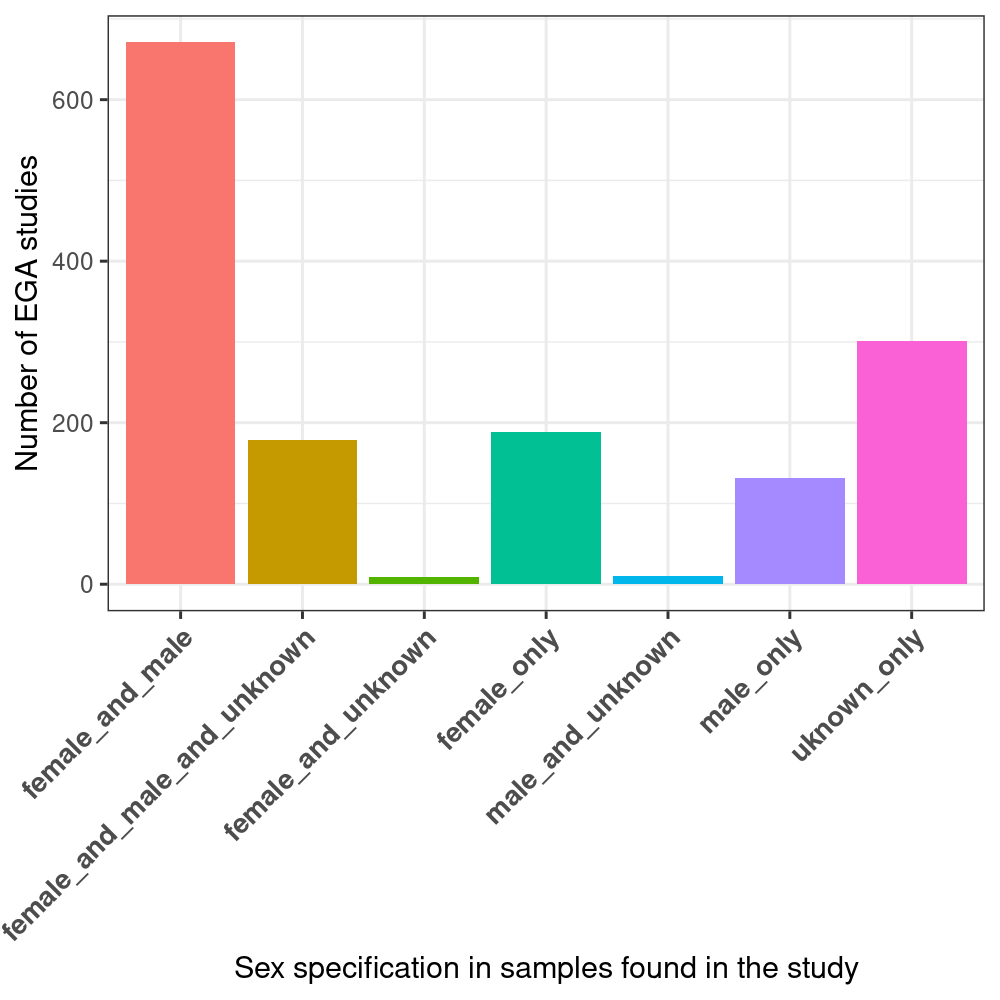 Number of EGA studies
600
400
200
0
female_and_male
female_and_male_and_unknown
female_and_unknown
female_only
male_and_unknown
male_only
uknown_only
Sex specification in samples found in the study